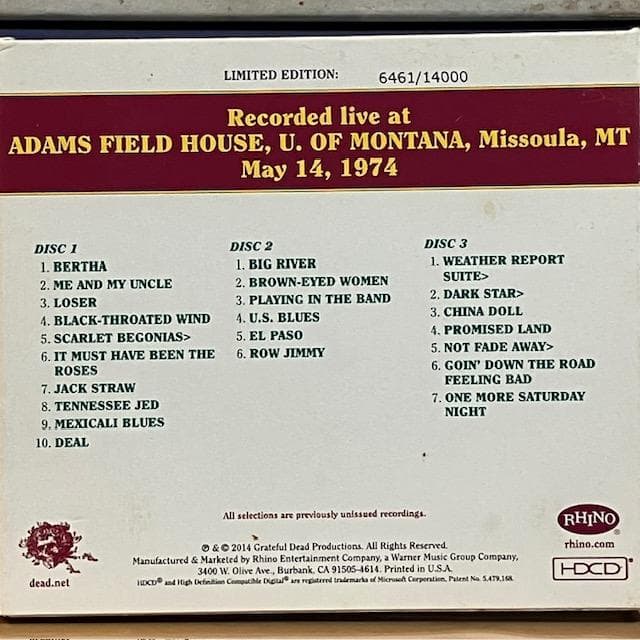 LIMITED EDITION: 6461/14000
Recorded live at
ADAMS FIELD HOUSE, U. OF MONTANA, Missoula, MT
May 14, 1974
DISC 1
1. BERTHA
2. ME AND MY UNCLE
3. LOSER
4. BLACK-THROATED WIND
5. SCARLET BEGONIAS>
6. IT MUST HAVE BEEN THE
ROSES
7. JACK STRAW
8. TENNESSEE JED
9. MEXICALI BLUES
10. DEAL
DISC 2
1. BIG RIVER
2. BROWN-EYED WOMEN
3. PLAYING IN THE BAND
4. U.S. BLUES
5. EL PASO
6. ROW JIMMY
DISC 3
1. WEATHER REPORT
SUITE>
2. DARK STAR>
3. CHINA DOLL
4. PROMISED LAND
5. NOT FADE AWAY>
6. GOIN' DOWN THE ROAD
FEELING BAD
7. ONE MORE SATURDAY
NIGHT
All selections are previously unissued recordings.
℗ & © 2014 Grateful Dead Productions. All Rights Reserved.
Manufactured & Marketed by Rhino Entertainment Company, a Warner Music Group Company,
3400 W. Olive Ave., Burbank, CA 91505-4614. Printed in U.S.A.
HDCD® and High Definition Compatible Digital® are registered trademarks of Microsoft Corporation, Patent No. 5,479,168.
dead.net
RHINO
rhino.com
HDCD